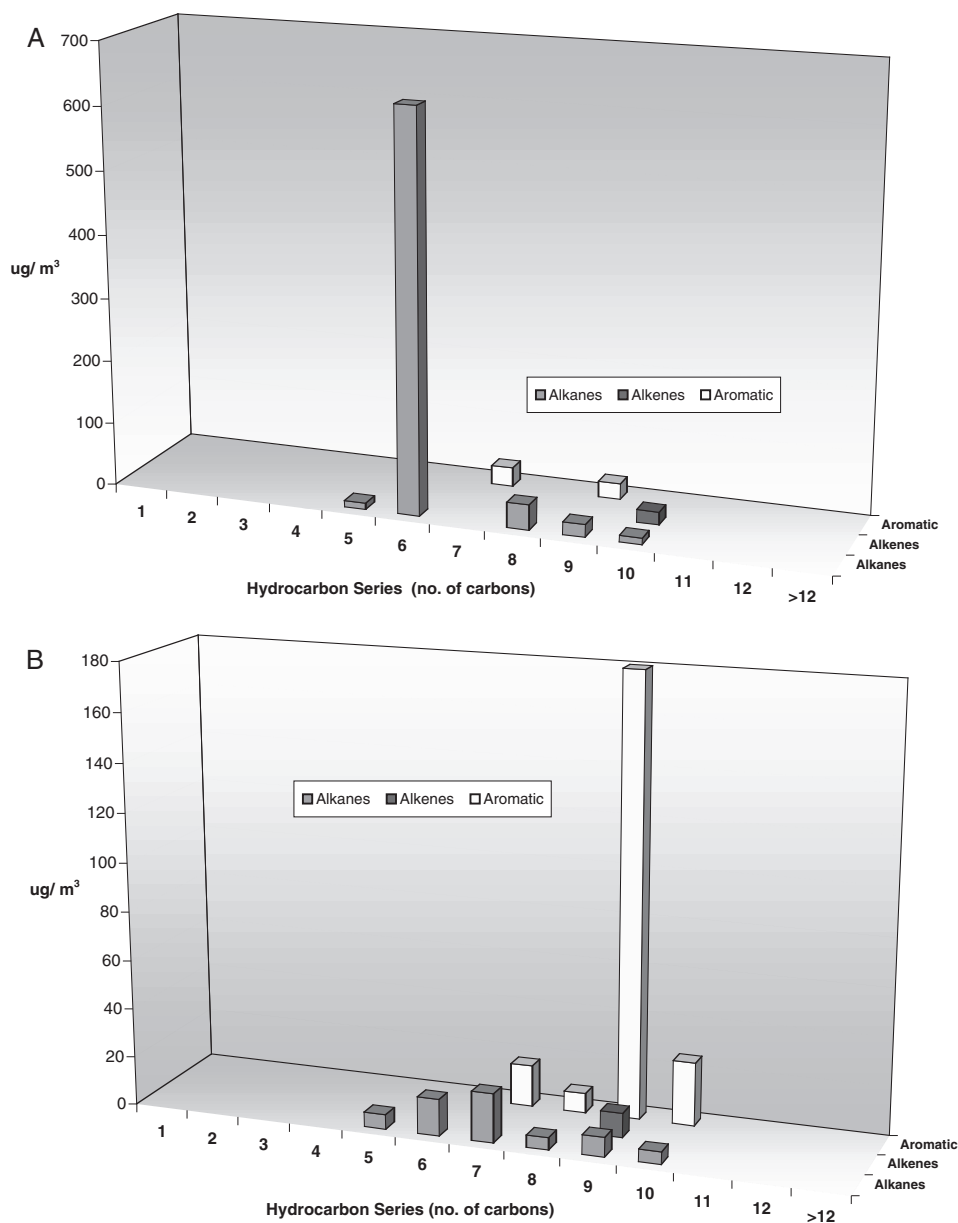 A
700
600
500
400
ug/ m³
300
200
100
0
Alkanes Alkenes Aromatic
1 2 3 4 5 6 7 8 9 10 11 12 >12
Aromatic
Alkenes
Alkanes
Hydrocarbon Series (no. of carbons)
B
180
160
140
120
100
ug/ m³
80
60
40
20
0
Alkanes Alkenes Aromatic
1 2 3 4 5 6 7 8 9 10 11 12 >12
Aromatic
Alkenes
Alkanes
Hydrocarbon Series (no. of carbons)